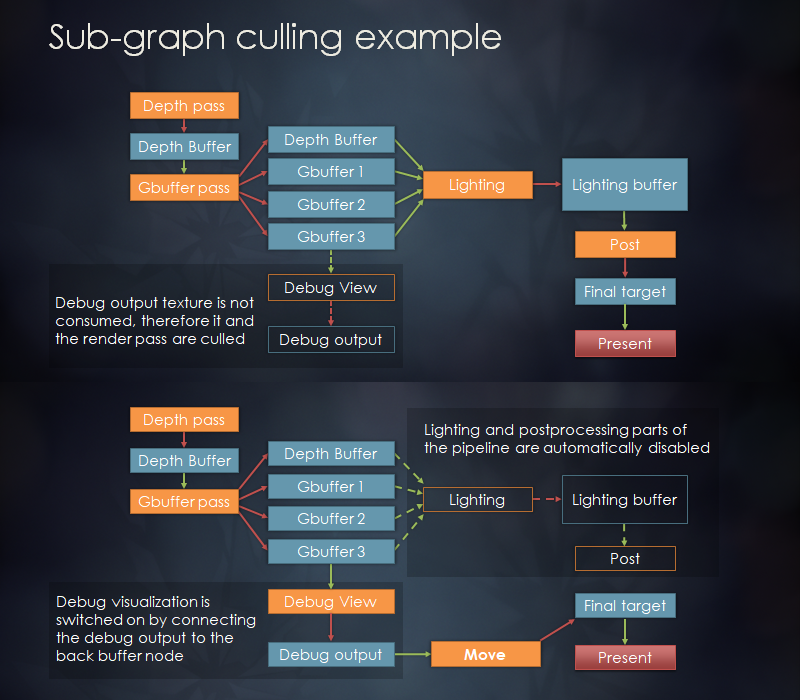 Sub-graph culling example
Depth pass
Depth Buffer
Gbuffer pass
Depth Buffer
Gbuffer 1
Gbuffer 2
Gbuffer 3
Lighting
Lighting buffer
Post
Final target
Present
Debug View
Debug output
Debug output texture is not
consumed, therefore it and
the render pass are culled
Depth pass
Depth Buffer
Gbuffer pass
Depth Buffer
Gbuffer 1
Gbuffer 2
Gbuffer 3
Lighting and postprocessing parts of
the pipeline are automatically disabled
Lighting
Lighting buffer
Post
Debug visualization is
switched on by connecting
the debug output to the
back buffer node
Debug View
Debug output
Move
Final target
Present